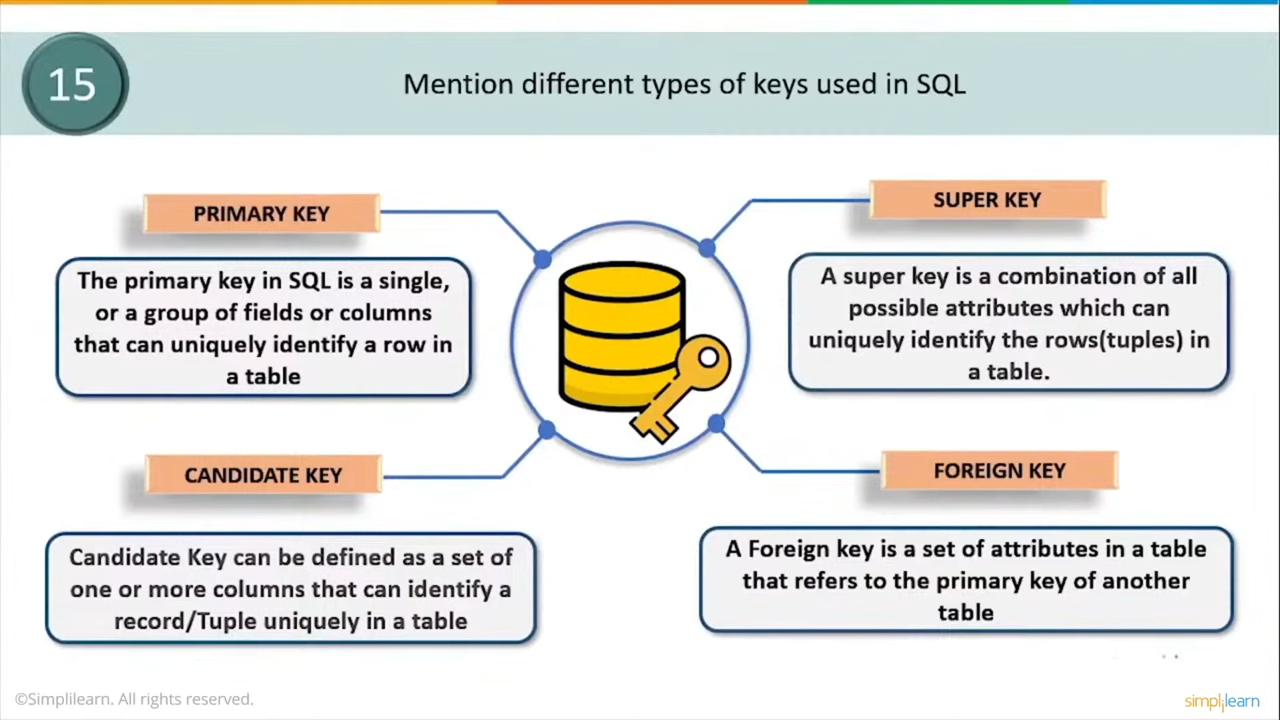 15
Mention different types of keys used in SQL
PRIMARY KEY
The primary key in SQL is a single,
or a group of fields or columns
that can uniquely identify a row in
a table
SUPER KEY
A super key is a combination of all
possible attributes which can
uniquely identify the rows(tuples) in
a table.
CANDIDATE KEY
Candidate Key can be defined as a set of
one or more columns that can identify a
record/Tuple uniquely in a table
FOREIGN KEY
A Foreign key is a set of attributes in a table
that refers to the primary key of another
table
©Simplilearn. All rights reserved.
simplilearn